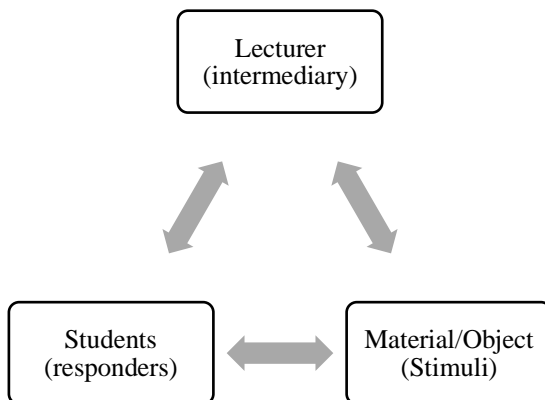 Lecturer
(intermediary)
Students
(responders)
Material/Object
(Stimuli)